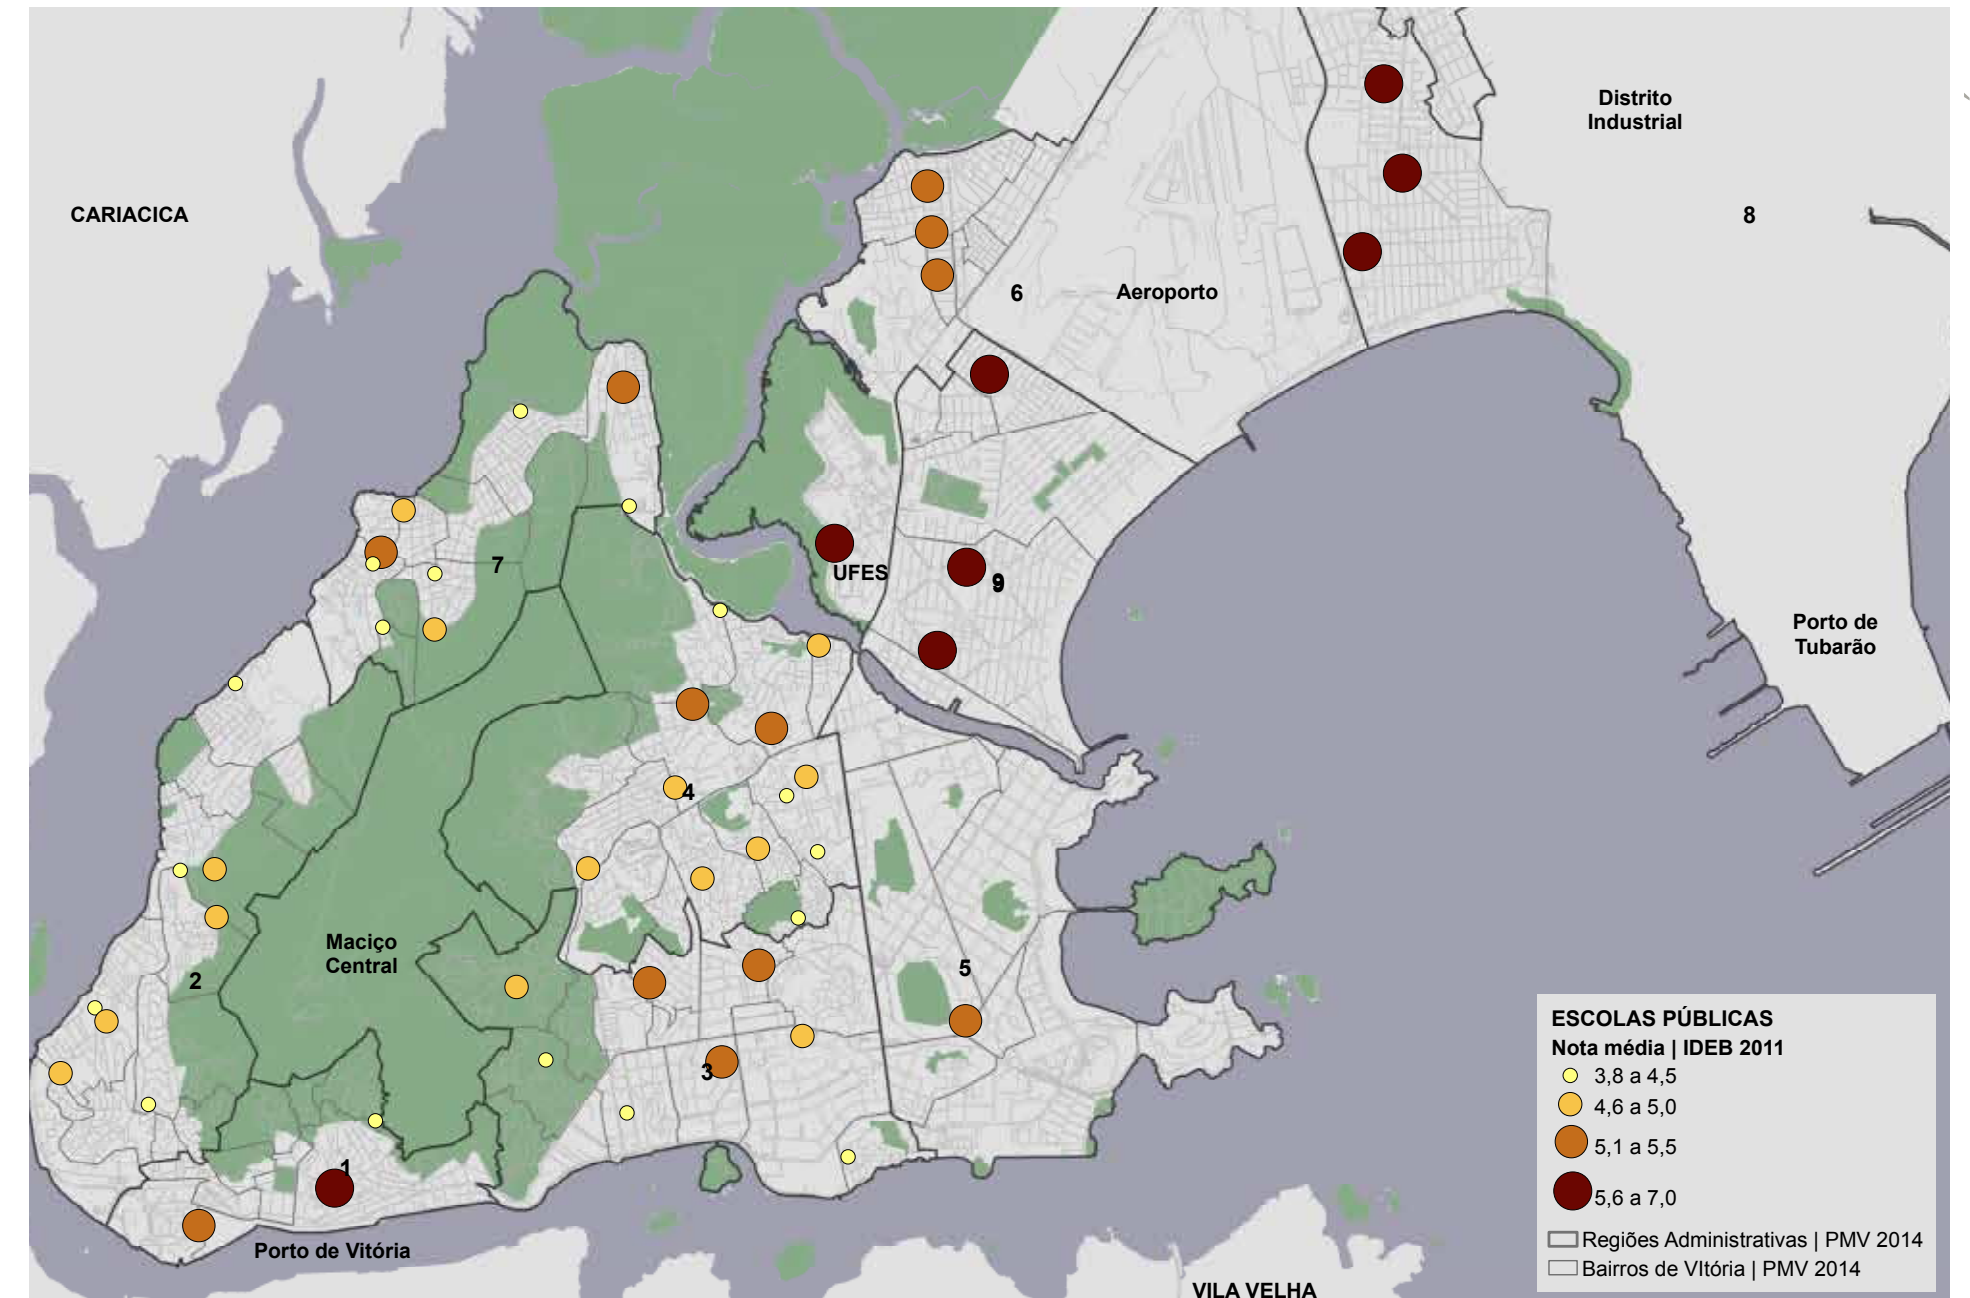 Distrito
Industrial
CARIACICA
8
6
Aeroporto
7
UFES
9
Porto de
Tubarão
4
Maciço
Central
2
5
3
1
Porto de Vitória
VILA VELHA
ESCOLAS PÚBLICAS
Nota média | IDEB 2011
3,8 a 4,5
4,6 a 5,0
5,1 a 5,5
5,6 a 7,0
Regiões Administrativas | PMV 2014
Bairros de VItória | PMV 2014